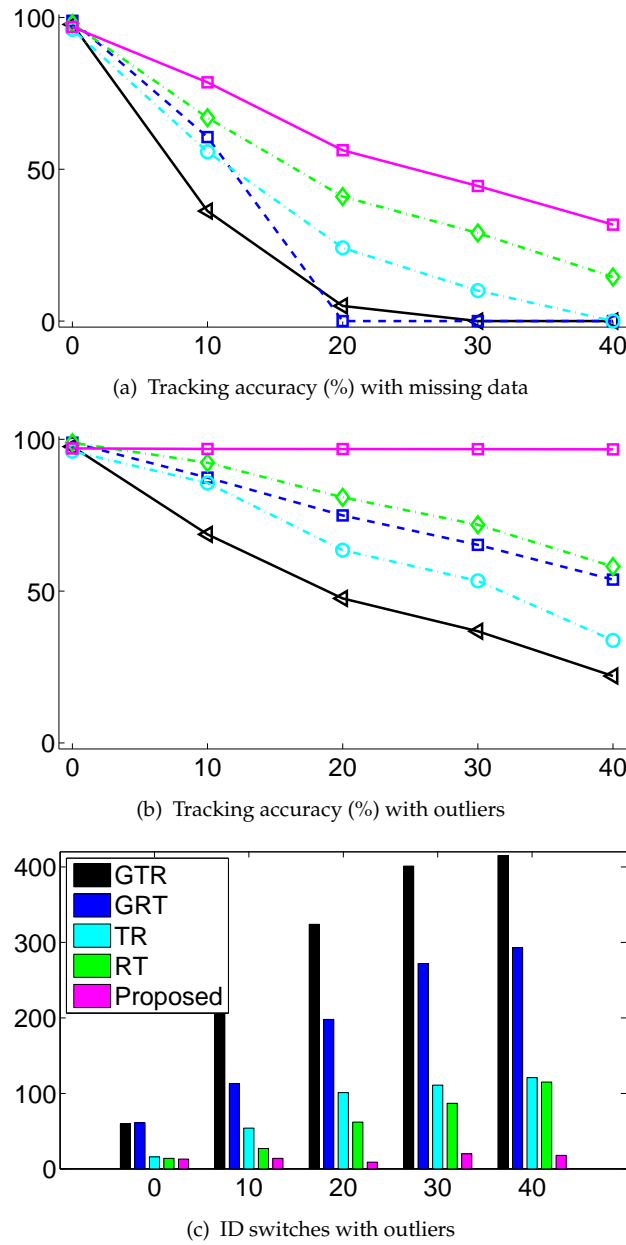 100
50
0
0 10 20 30 40
(a) Tracking accuracy (%) with missing data
100
50
0
0 10 20 30 40
(b) Tracking accuracy (%) with outliers
400
300
200
100
0
GTR
GRT
TR
RT
Proposed
0 10 20 30 40
(c) ID switches with outliers